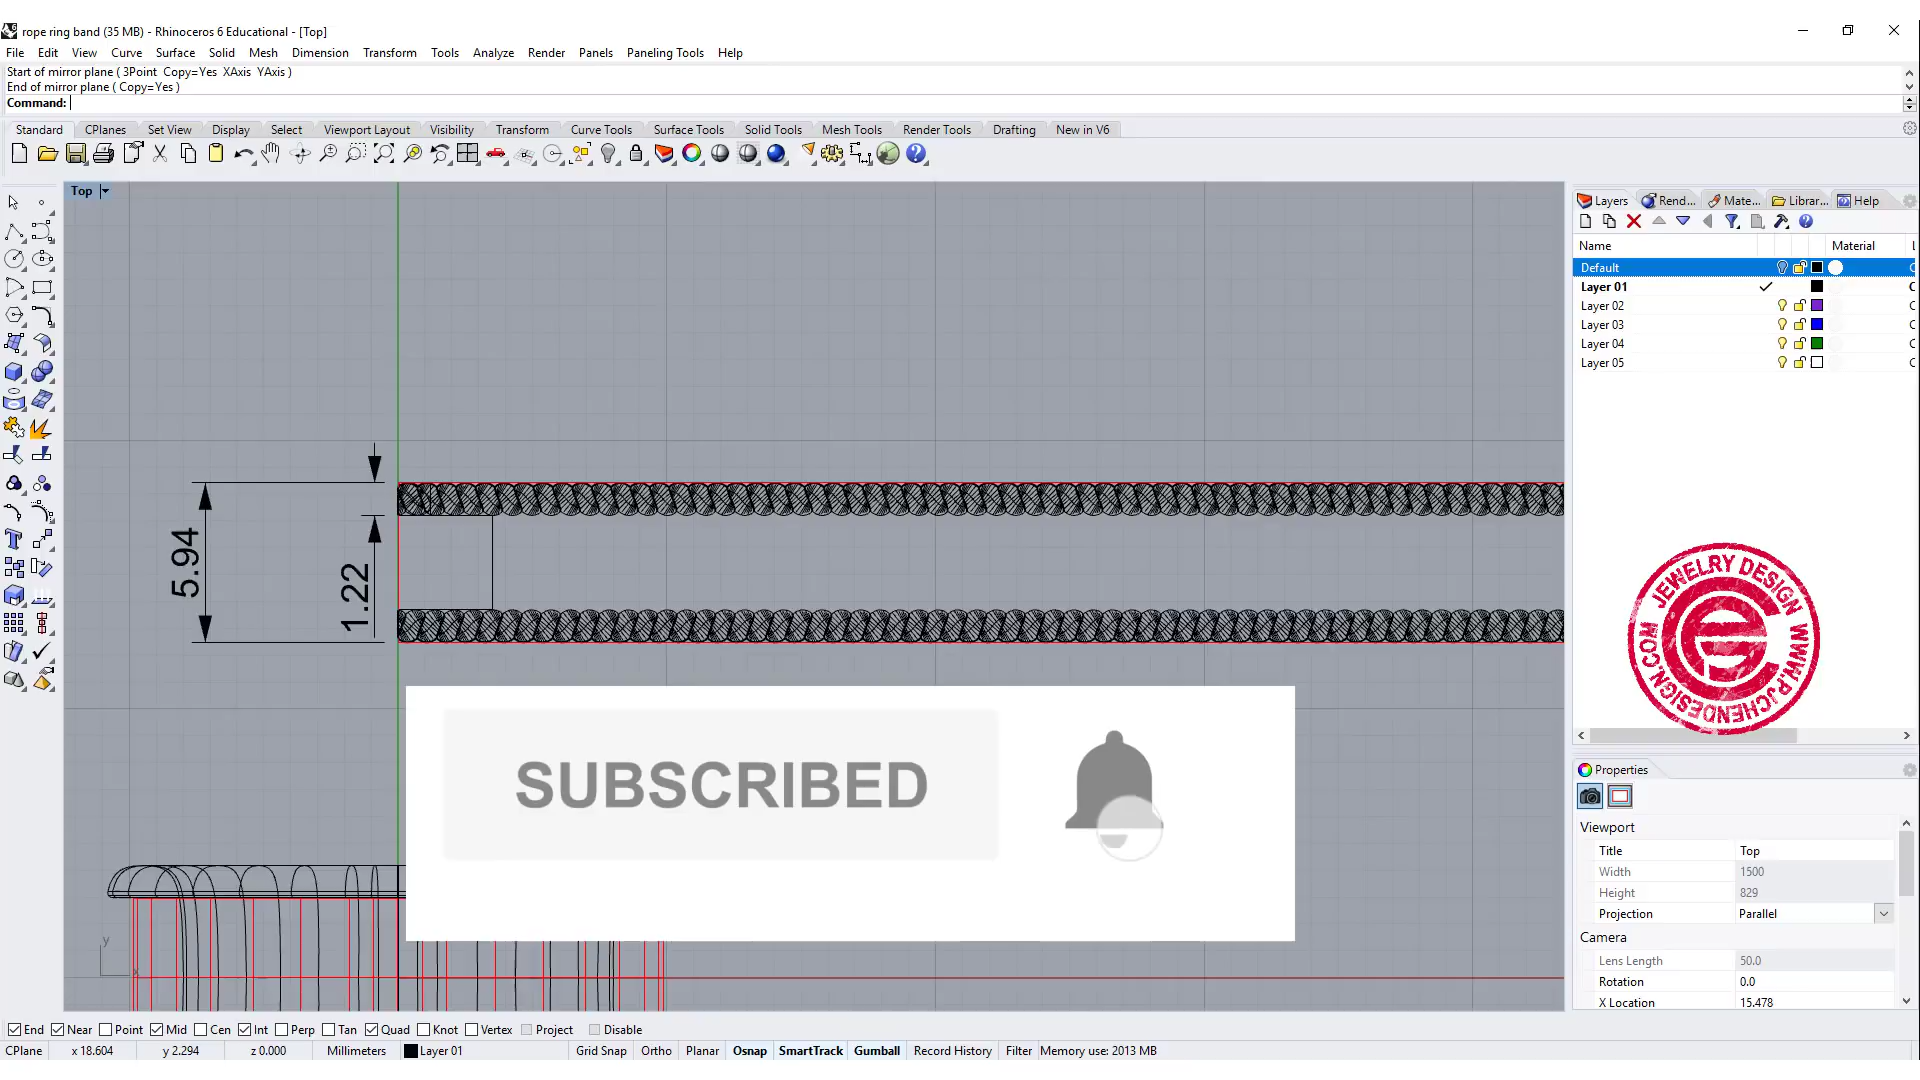 rope ring band (35 MB) - Rhinoceros 6 Educational - [Top]
File Edit View Curve Surface Solid Mesh Dimension Transform Tools Analyze Render Panels Paneling Tools Help
Start of mirror plane ( 3Point Copy=Yes XAxis YAxis )
End of mirror plane ( Copy=Yes )
Command:
Standard CPlanes Set View Display Select Viewport Layout Visibility Transform Curve Tools Surface Tools Solid Tools Mesh Tools Render Tools Drafting New in V6
Top
5.94
1.22
SUBSCRIBED
y
x
Layers Rend... Mate... Librar... Help
Name Material L
Default C
Layer 01 C
Layer 02 C
Layer 03 C
Layer 04 C
Layer 05 C
JEWELRY DESIGN WWW.PJCHENDESIGN.COM
Properties
Viewport
Title Top
Width 1500
Height 829
Projection Parallel
Camera
Lens Length 50.0
Rotation 0.0
X Location 15.478
End Near Point Mid Cen Int Perp Tan Quad Knot Vertex Project Disable
CPlane x 18.604 y 2.294 z 0.000 Millimeters Layer 01 Grid Snap Ortho Planar Osnap SmartTrack Gumball Record History Filter Memory use: 2013 MB